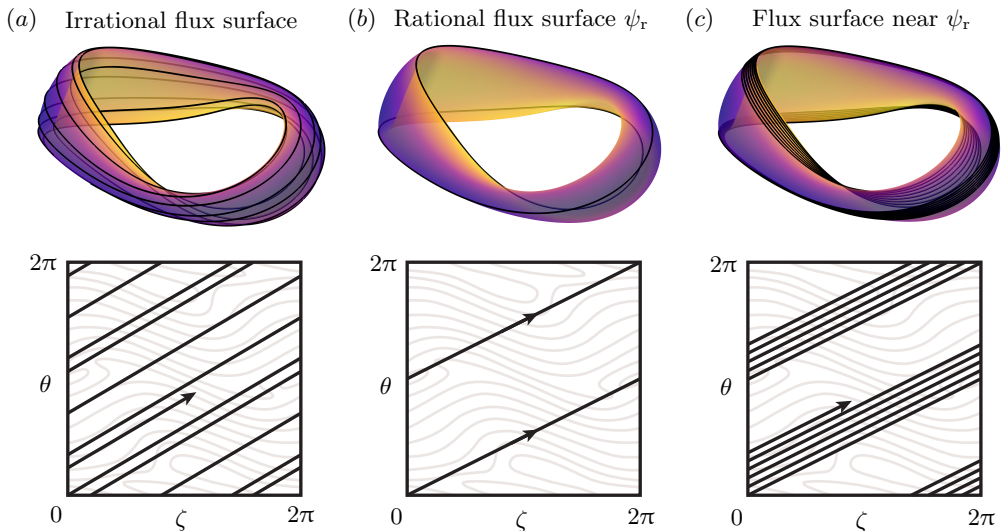 (a) Irrational flux surface
(b) Rational flux surface ψr
(c) Flux surface near ψr
2π
θ
0
ζ
2π
2π
θ
0
ζ
2π
2π
θ
0
ζ
2π